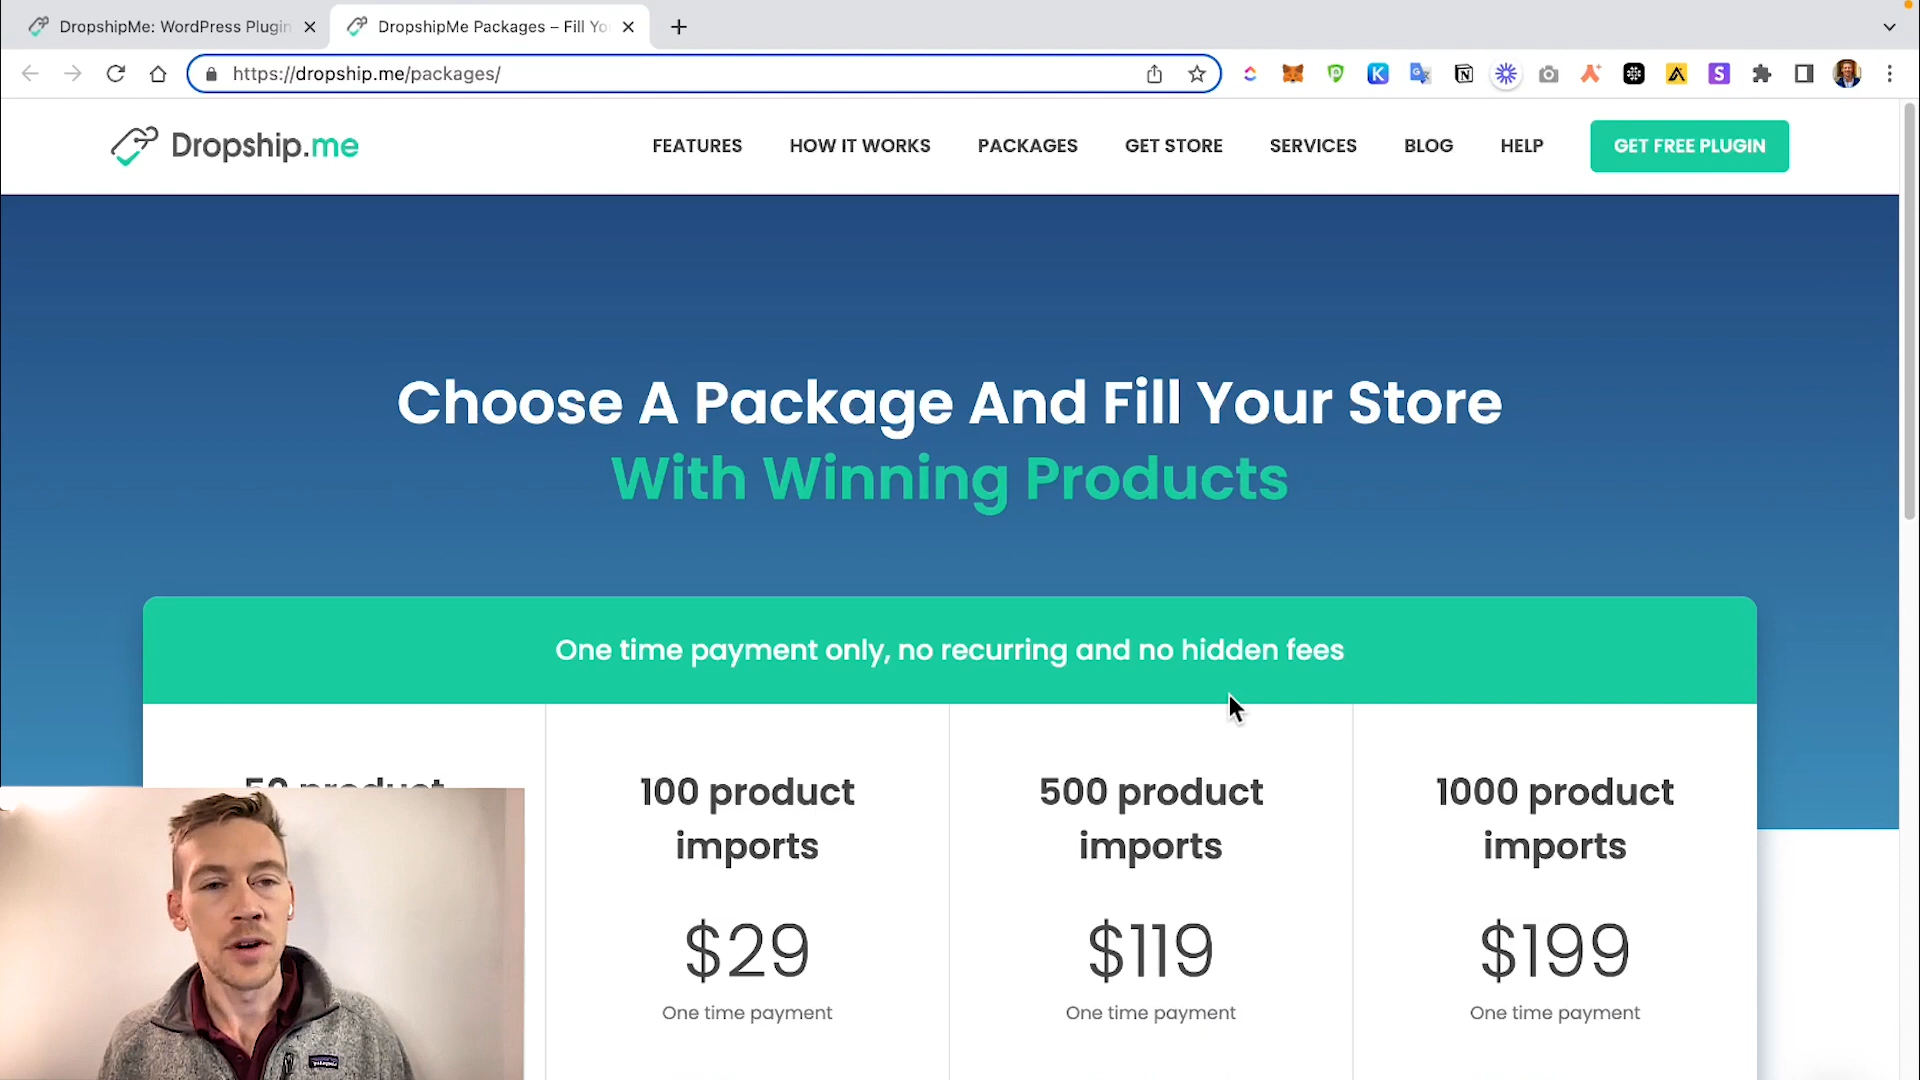 DropshipMe: WordPress Plugin
DropshipMe Packages – Fill Yo
https://dropship.me/packages/
Dropship.me
FEATURES
HOW IT WORKS
PACKAGES
GET STORE
SERVICES
BLOG
HELP
GET FREE PLUGIN
Choose A Package And Fill Your Store
With Winning Products
One time payment only, no recurring and no hidden fees
50 product
100 product
imports
$29
One time payment
500 product
imports
$119
One time payment
1000 product
imports
$199
One time payment